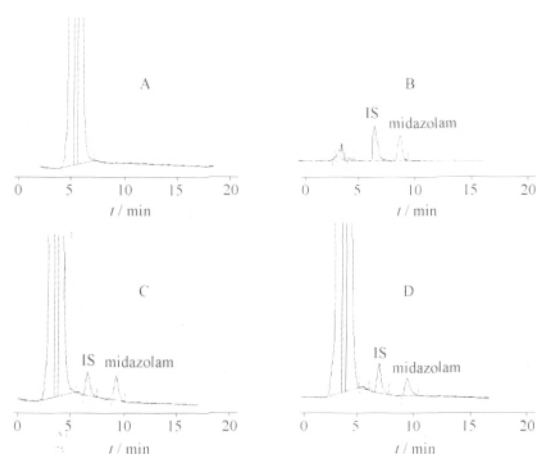 A
B
IS
midazolam
0 5 10 15 20
t / min
0 5 10 15 20
t / min
C
D
IS midazolam
IS
midazolam
0 5 10 15 20
t / min
0 5 10 15 20
t / min